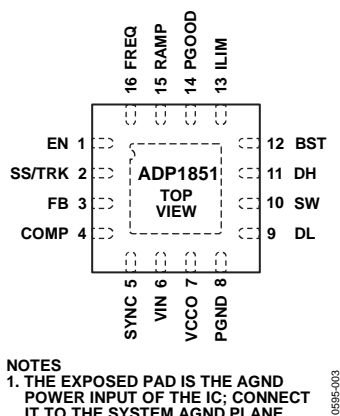 16 FREQ
15 RAMP
14 PGOOD
13 ILIM
EN 1
SS/TRK 2
FB 3
COMP 4
ADP1851
TOP
VIEW
12 BST
11 DH
10 SW
9 DL
SYNC 5
VIN 6
VCCO 7
PGND 8
NOTES
1. THE EXPOSED PAD IS THE AGND
POWER INPUT OF THE IC; CONNECT
IT TO THE SYSTEM AGND PLANE
0595-003